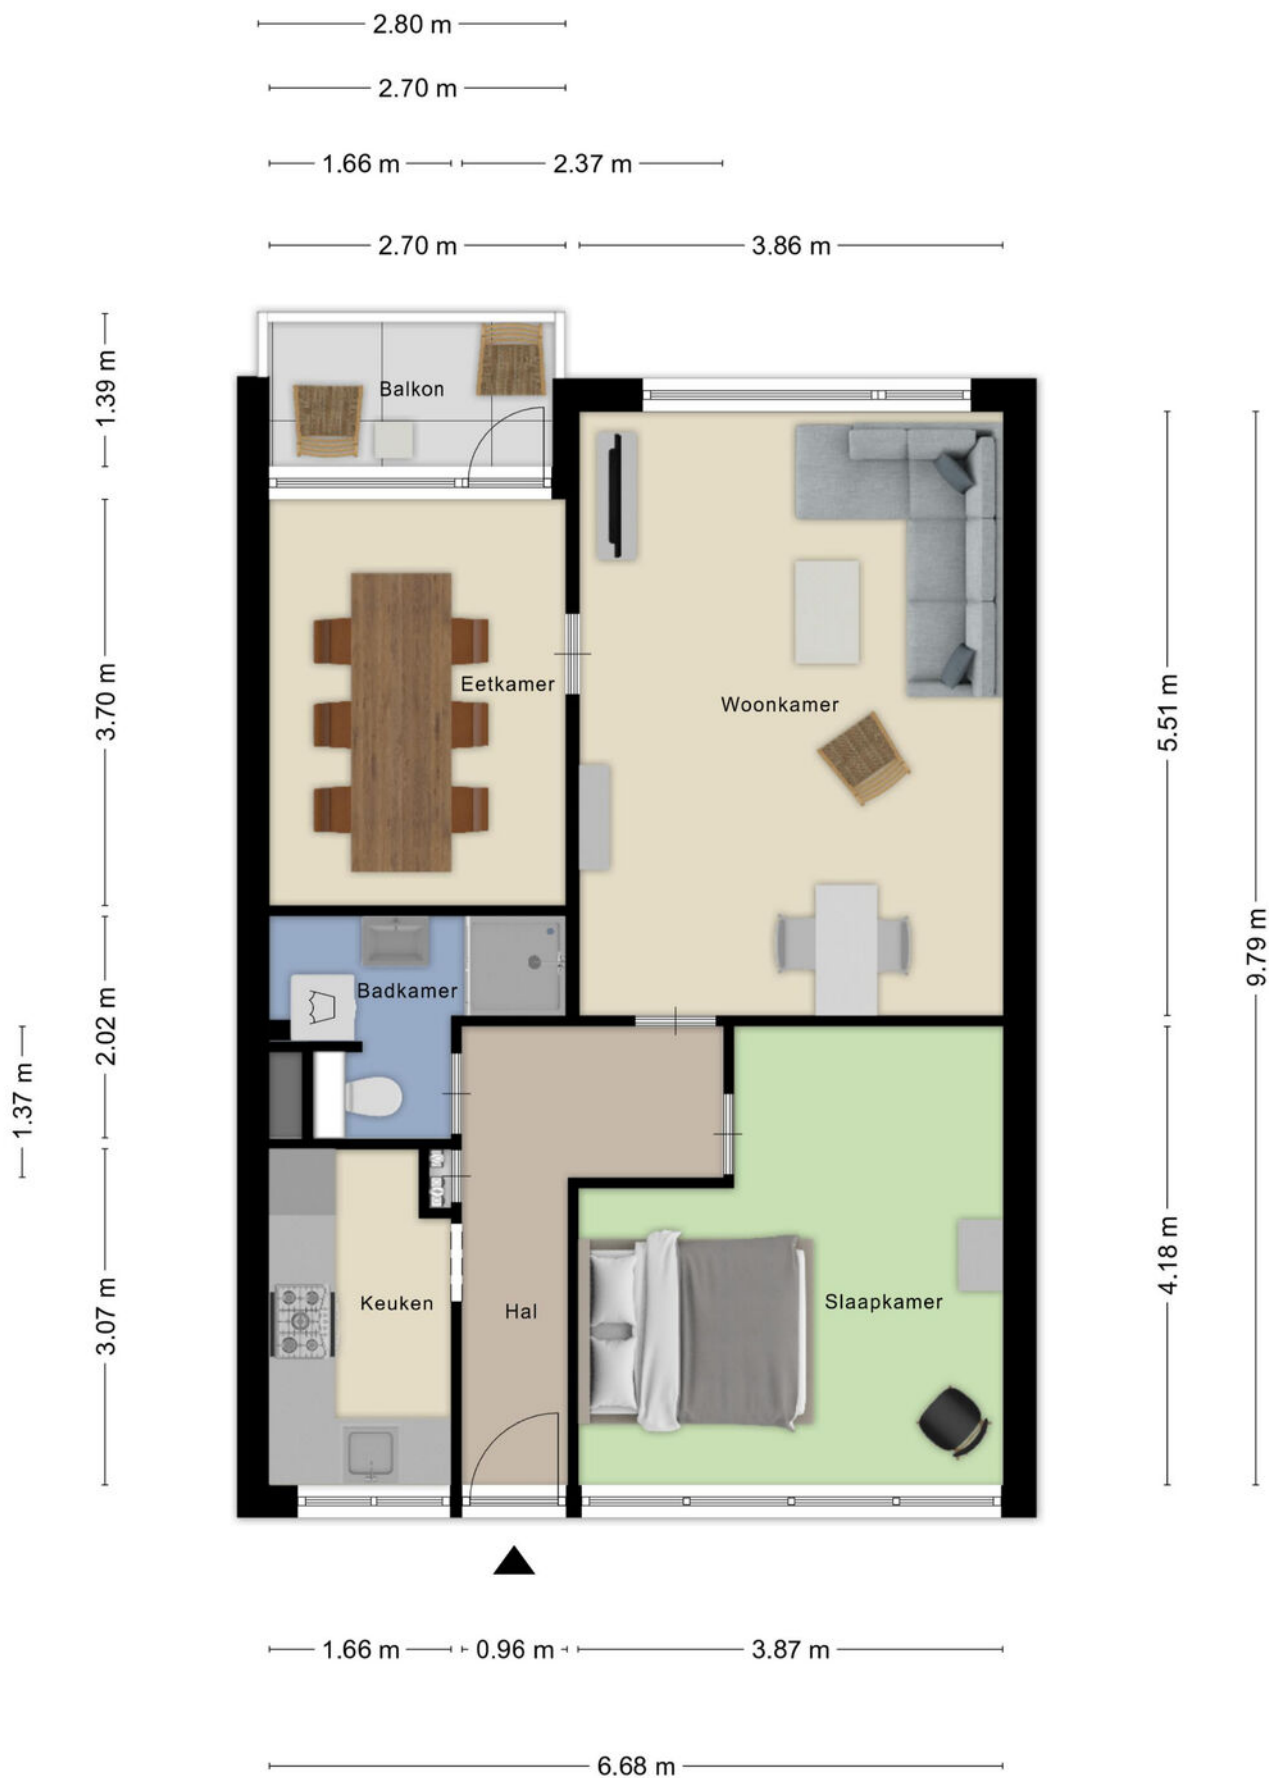 2.80 m
2.70 m
1.66 m 2.37 m
2.70 m 3.86 m
1.39 m
Balkon
3.70 m
Eetkamer
Woonkamer
5.51 m
9.79 m
Badkamer
2.02 m
1.37 m
4.18 m
3.07 m
Keuken
Hal
Slaapkamer
1.66 m 0.96 m 3.87 m
6.68 m